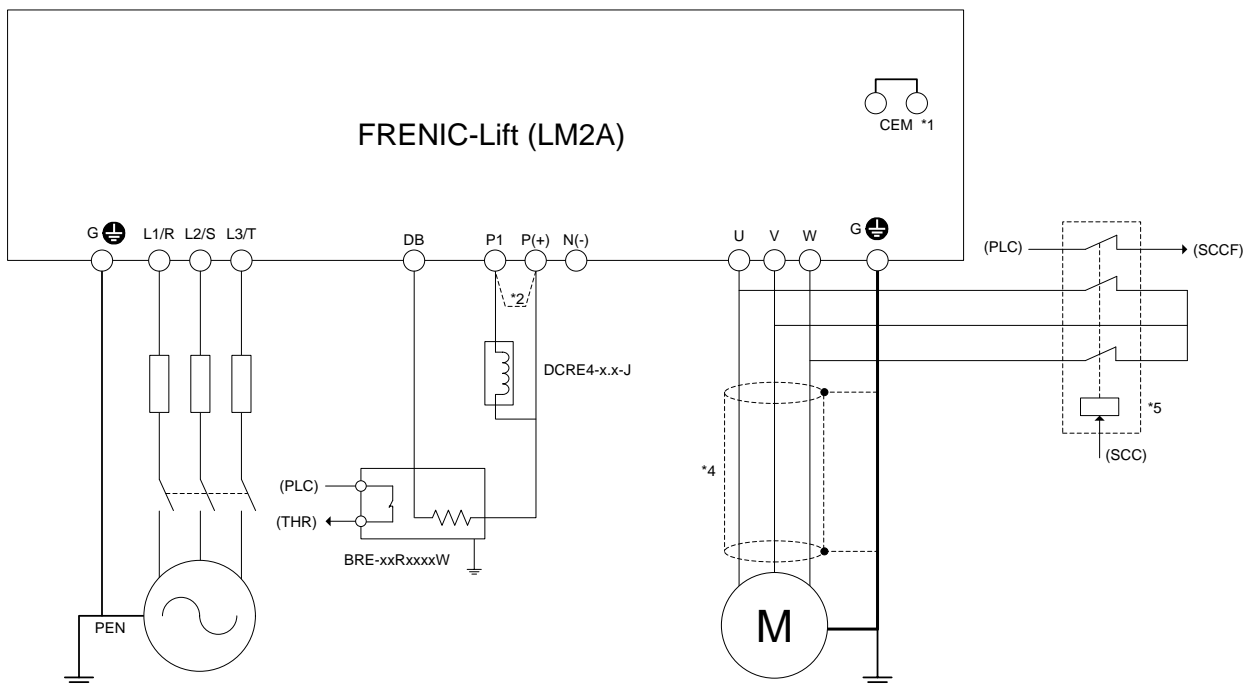 CEM *1
FRENIC-Lift (LM2A)
G L1/R L2/S L3/T DB P1 P(+) N(-) U V W G
(PLC) (SCCF)
*2
DCRE4-x.x-J
*5
*4
(SCC)
(PLC)
(THR)
BRE-xxRxxxxW
M
PEN